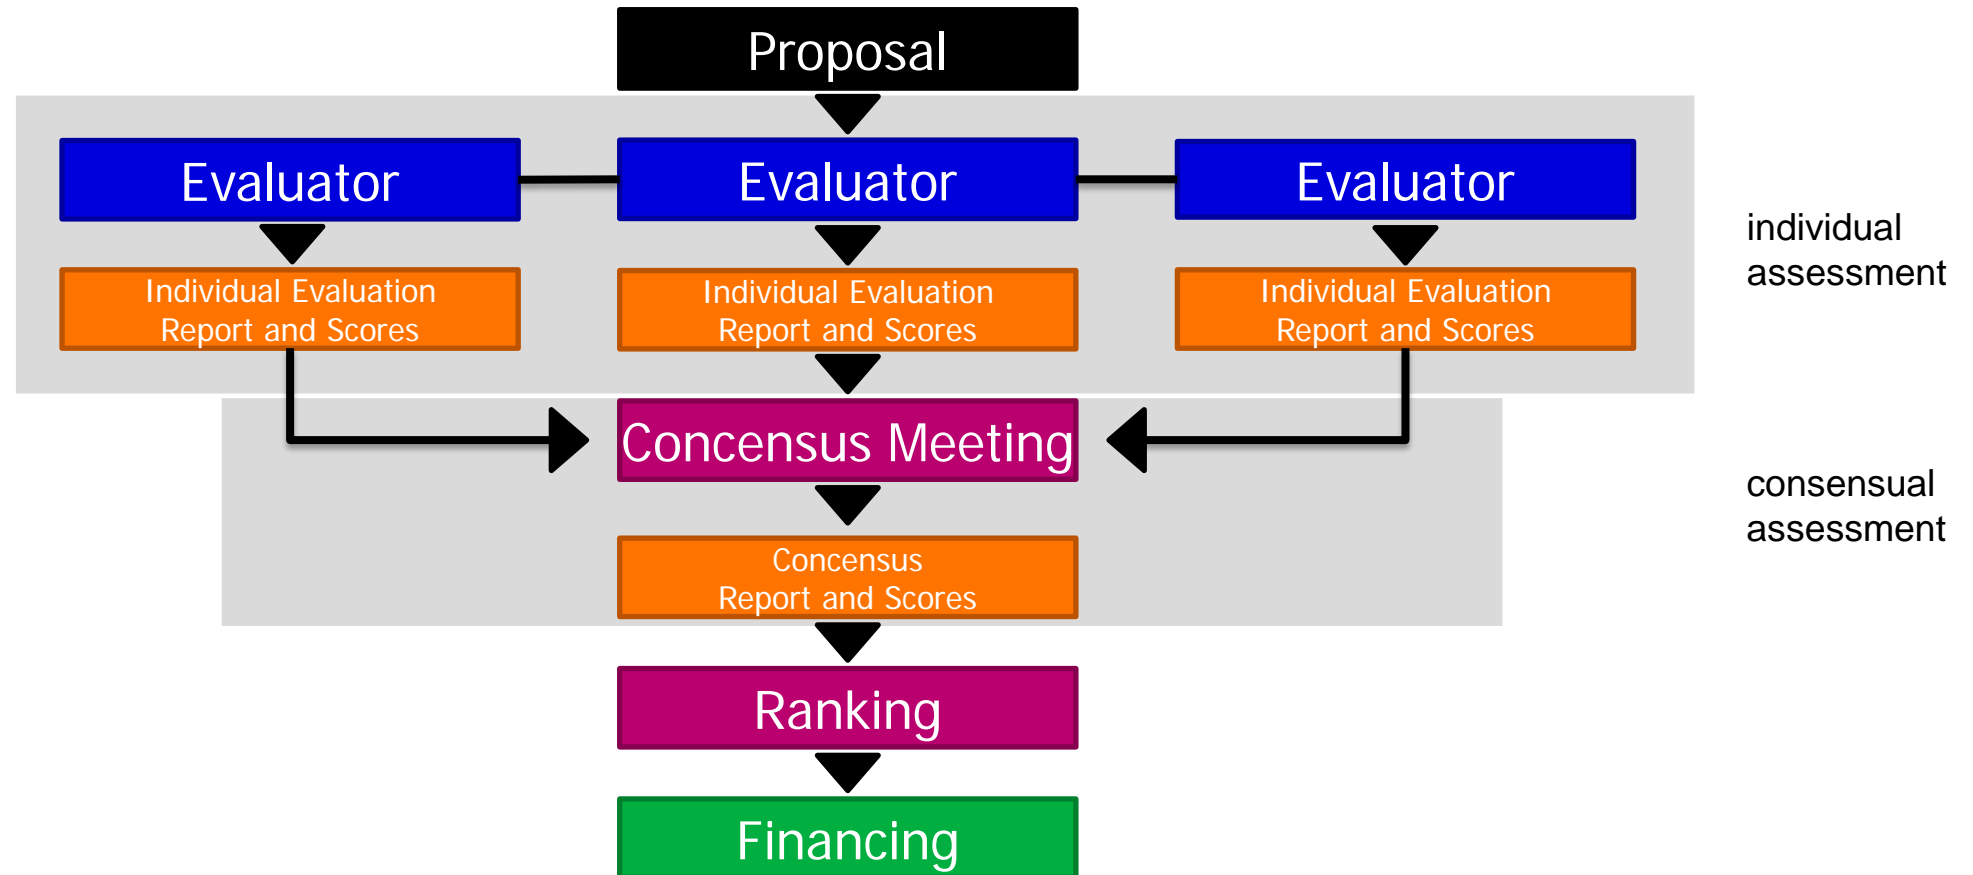 Proposal
Evaluator
Evaluator
Evaluator
individual
assessment
Individual Evaluation
Report and Scores
Individual Evaluation
Report and Scores
Individual Evaluation
Report and Scores
Concensus Meeting
consensual
assessment
Concensus
Report and Scores
Ranking
Financing